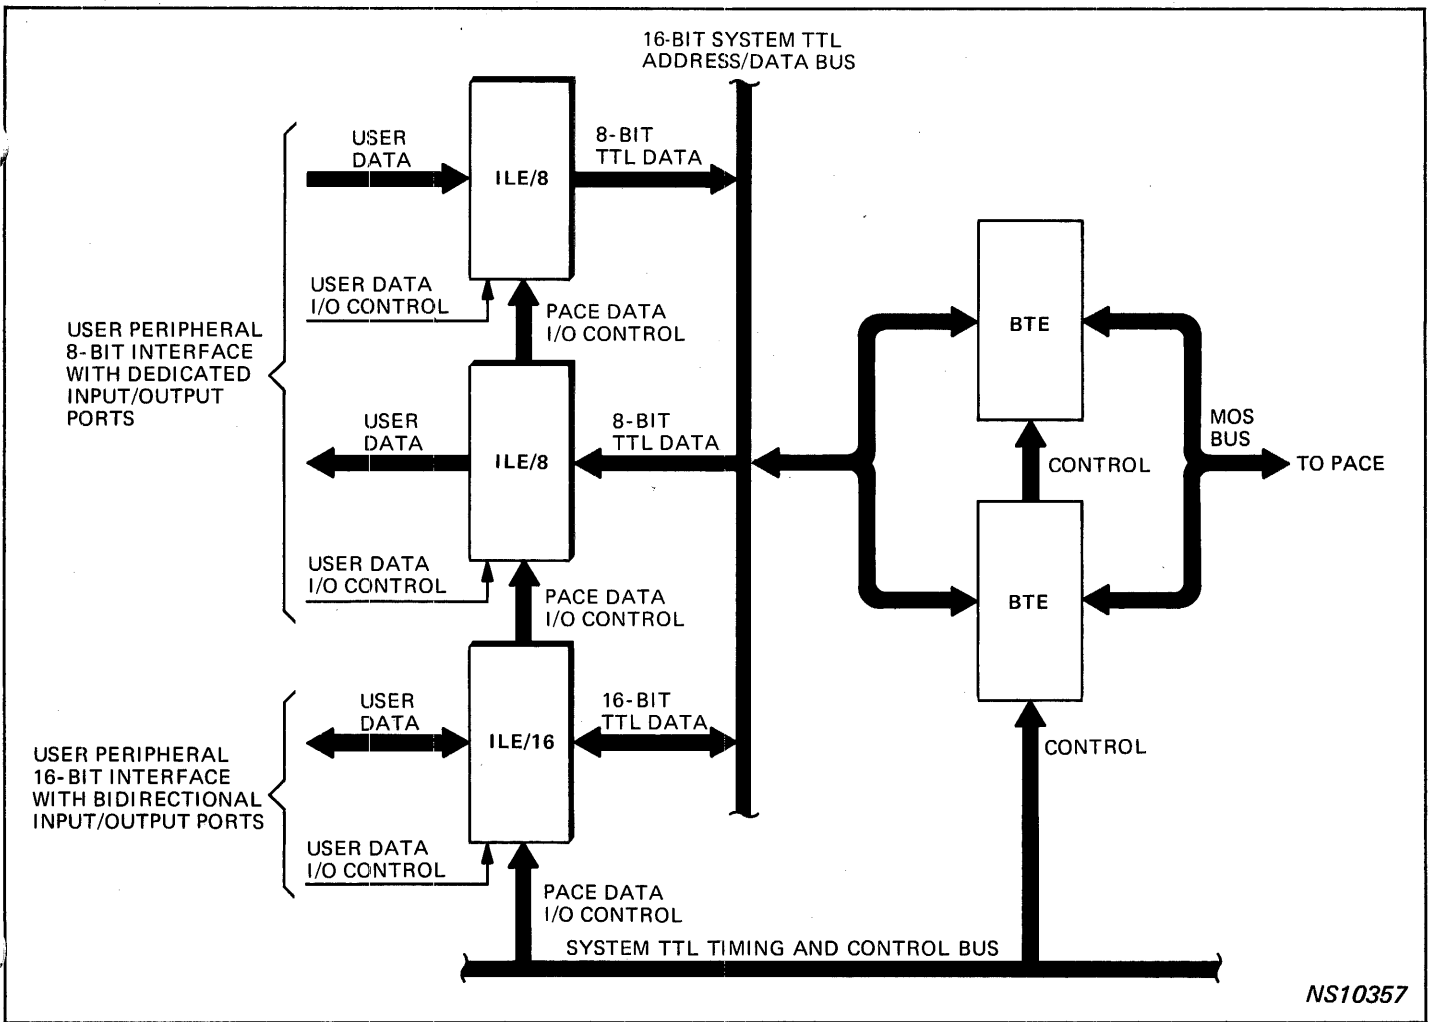 16-BIT SYSTEM TTL
ADDRESS/DATA BUS
USER
DATA
ILE/8
8-BIT
TTL DATA
USER DATA
I/O CONTROL
PACE DATA
I/O CONTROL
USER PERIPHERAL
8-BIT INTERFACE
WITH DEDICATED
INPUT/OUTPUT
PORTS
BTE
USER
DATA
ILE/8
8-BIT
TTL DATA
MOS
BUS
CONTROL
TO PACE
USER DATA
I/O CONTROL
PACE DATA
I/O CONTROL
BTE
USER
DATA
ILE/16
16-BIT
TTL DATA
USER PERIPHERAL
16-BIT INTERFACE
WITH BIDIRECTIONAL
INPUT/OUTPUT PORTS
CONTROL
USER DATA
I/O CONTROL
PACE DATA
I/O CONTROL
SYSTEM TTL TIMING AND CONTROL BUS
NS10357